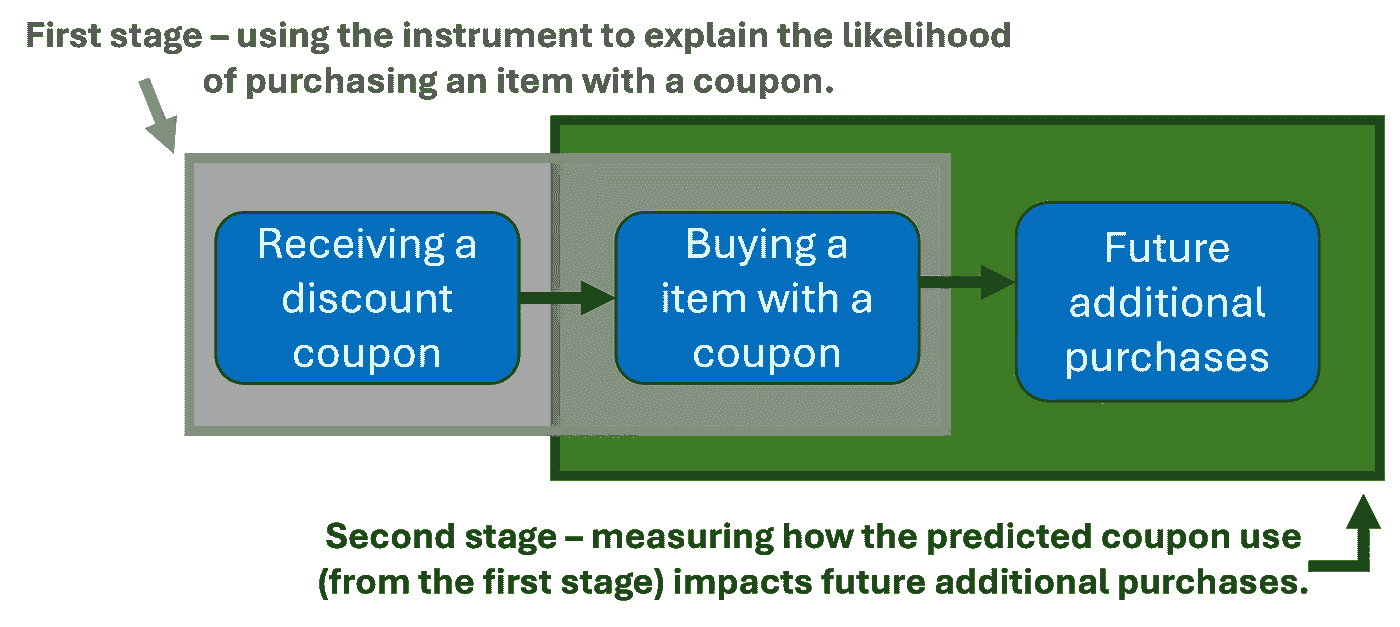 First stage – using the instrument to explain the likelihood
of purchasing an item with a coupon.
Receiving a
discount
coupon
Buying a
item with a
coupon
Future
additional
purchases
Second stage – measuring how the predicted coupon use
(from the first stage) impacts future additional purchases.